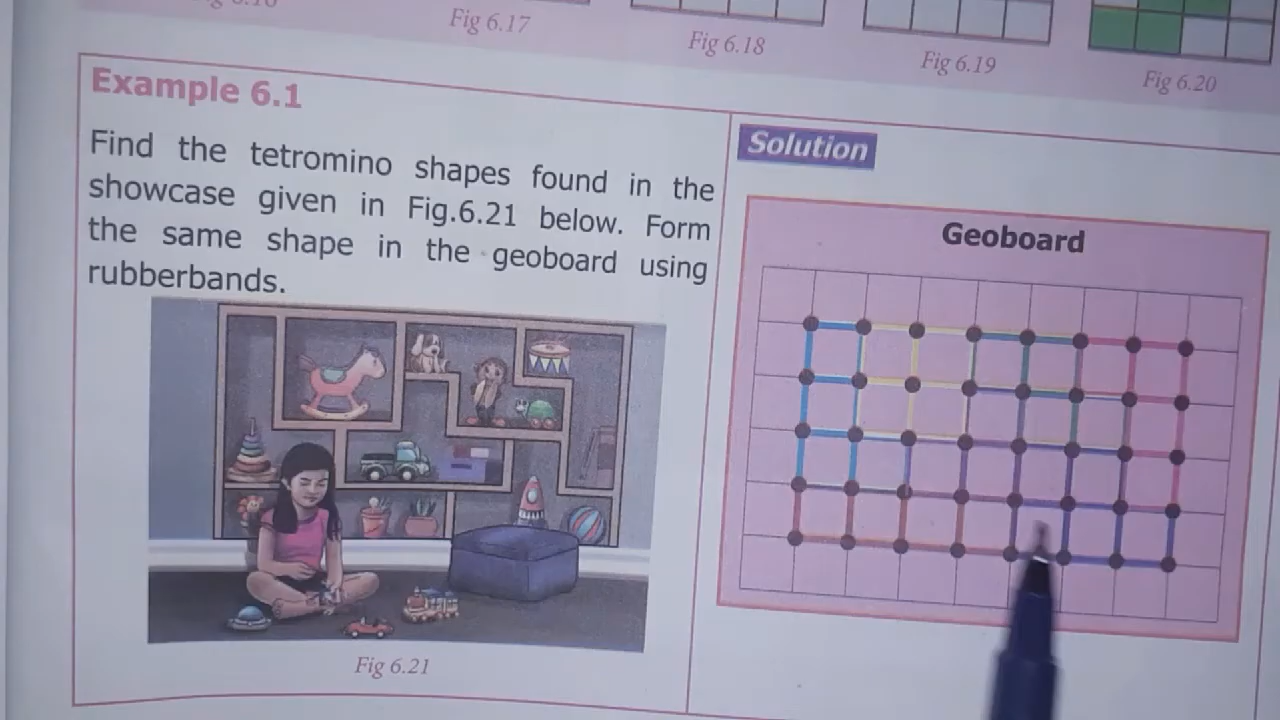 Fig 6.17
Fig 6.18
Fig 6.19
Fig 6.20
Example 6.1
Find the tetromino shapes found in the
showcase given in Fig.6.21 below. Form
the same shape in the geoboard using
rubberbands.
Fig 6.21
Solution
Geoboard